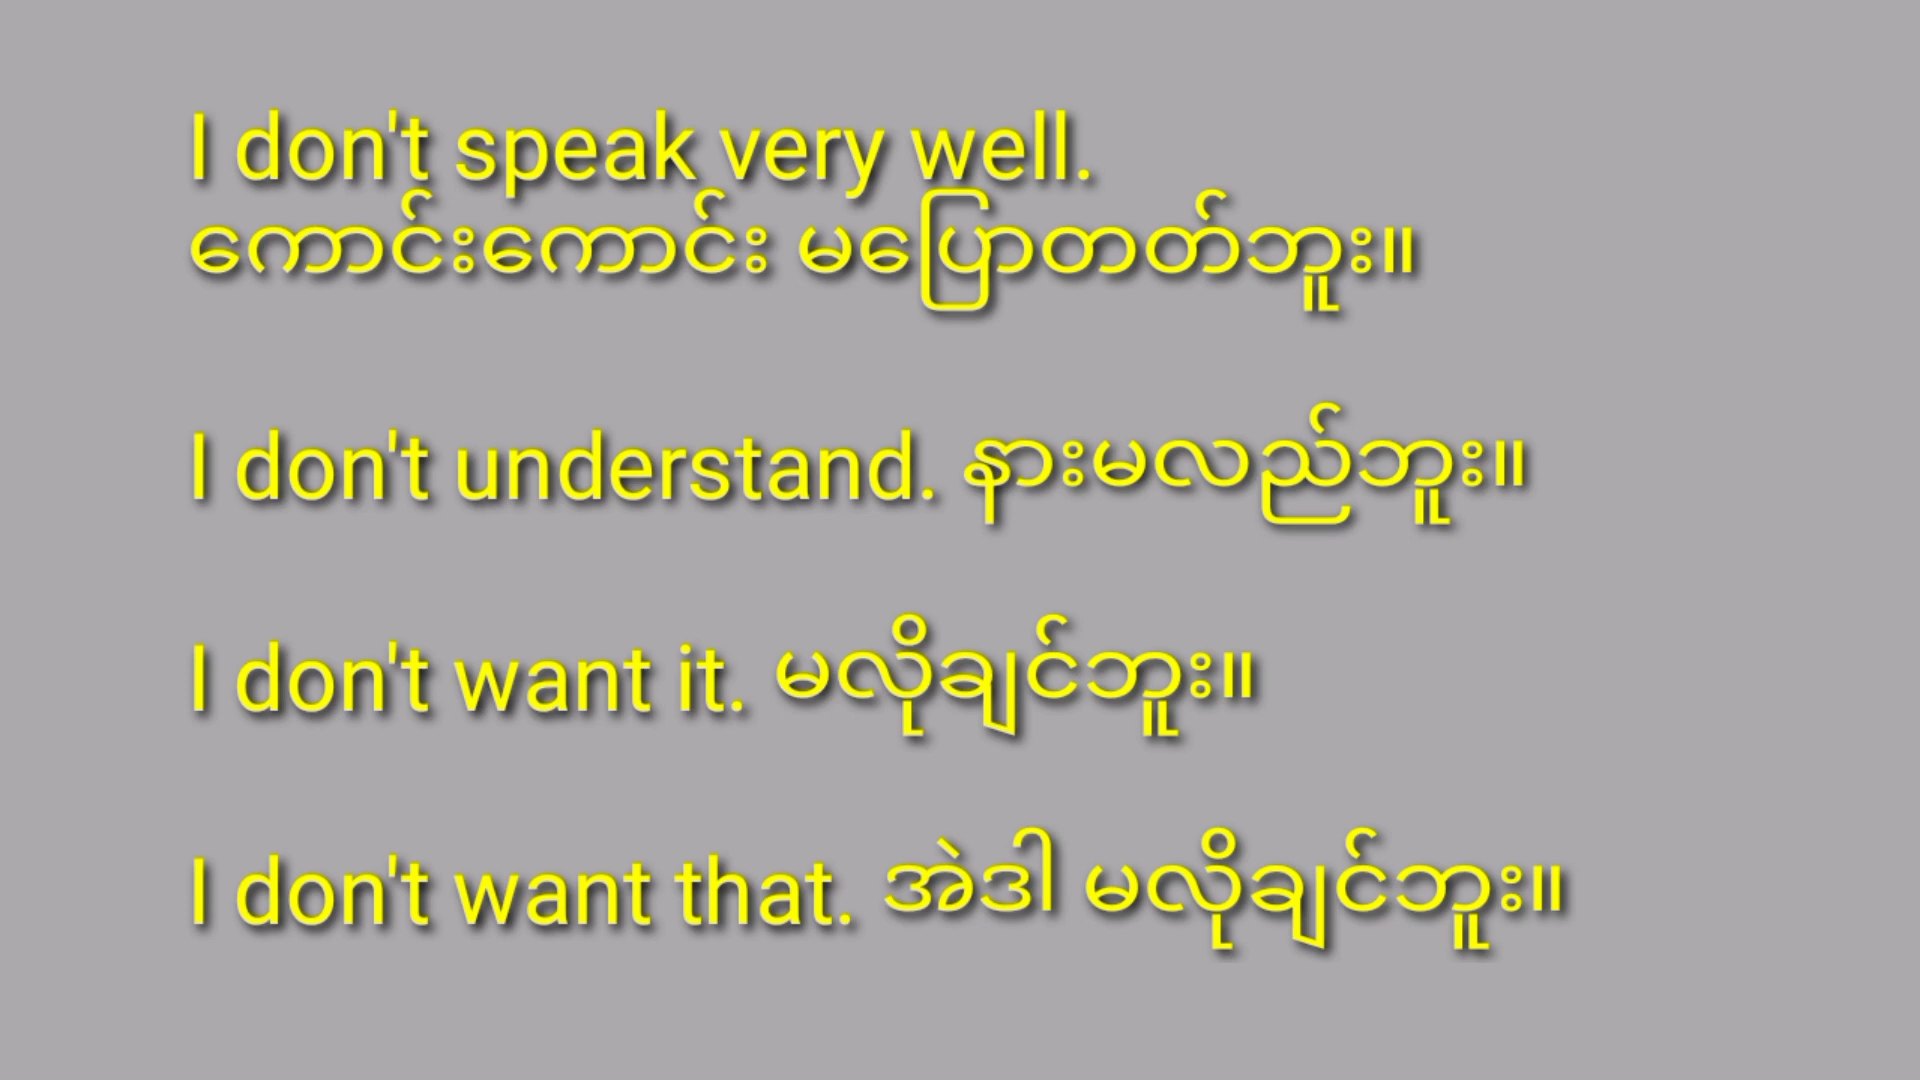 I don't speak very well.
ကောင်းကောင်း မပြောတတ်ဘူး။
I don't understand. နားမလည်ဘူး။
I don't want it. မလိုချင်ဘူး။
I don't want that. အဲဒါ မလိုချင်ဘူး။